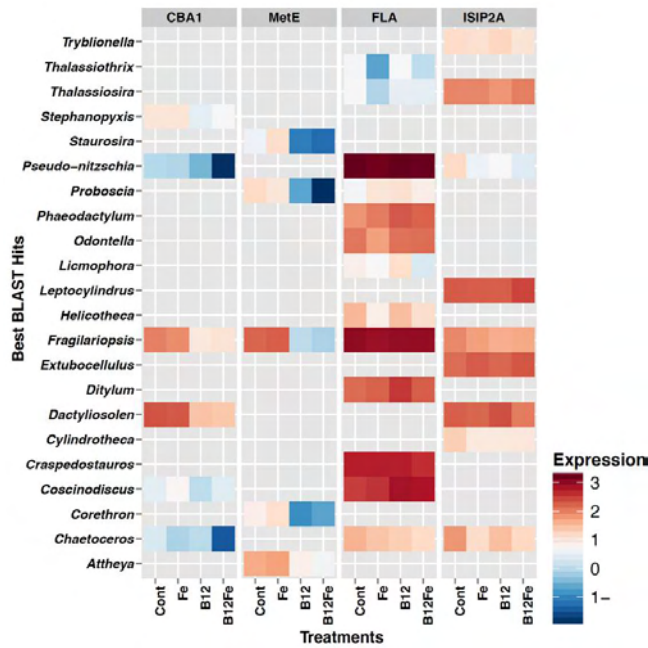 CBA1 MetE FLA ISIP2A
Best BLAST Hits
Tryblionella
Thalassiothrix
Thalassiosira
Stephanopyxis
Staurosira
Pseudo-nitzschia
Proboscia
Phaeodactylum
Odontella
Licmophora
Leptocylindrus
Helicotheca
Fragilariopsis
Extubocellulus
Ditylum
Dactyliosolen
Cylindrotheca
Craspedostauros
Coscinodiscus
Corethron
Chaetoceros
Attheya
Cont Fe B12 B12Fe Cont Fe B12 B12Fe Cont Fe B12 B12Fe Cont Fe B12 B12Fe
Treatments
Expression
3
2
1
0
1-